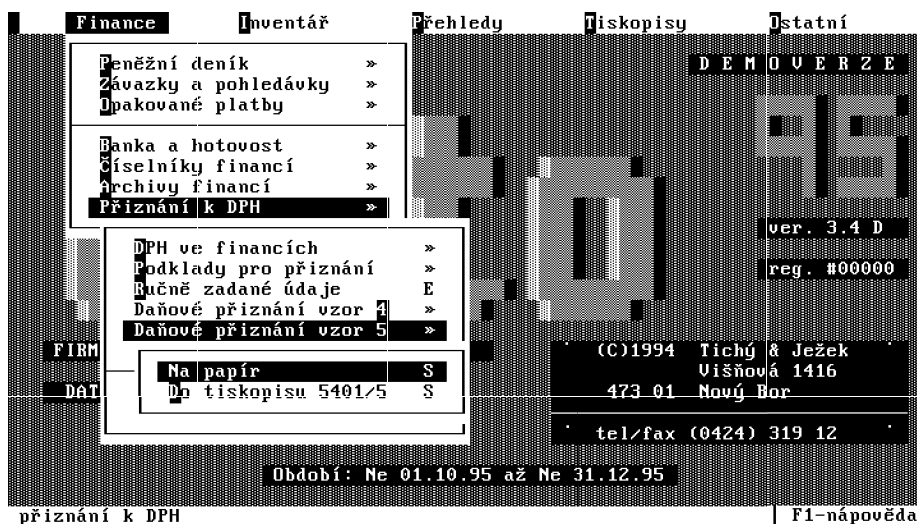 Finance Inventář Přehledy Tiskopisy Ostatní
Peněžní deník »
Závazky a pohledávky »
Opakované platby »
Banka a hotovost »
Číselníky financí »
Archivy financí »
Přiznání k DPH »
DPH ve financích »
Podklady pro přiznání »
Ručně zadané údaje E
Daňové přiznání vzor 4 »
Daňové přiznání vzor 5 »
Na papír S
Do tiskopisu 5401/5 S
D E M O V E R Z E
95
ver. 3.4 D
reg. #00000
FIRM
DAT
(C)1994 Tichý & Ježek
Višňová 1416
473 01 Nový Bor
tel/fax (0424) 319 12
Období: Ne 01.10.95 až Ne 31.12.95
přiznání k DPH F1-nápověda